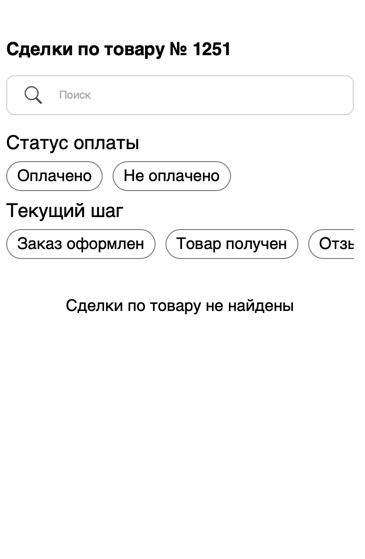 Сделки по товару № 1251
Поиск
Статус оплаты
Оплачено Не оплачено
Текущий шаг
Заказ оформлен Товар получен Отзы
Сделки по товару не найдены